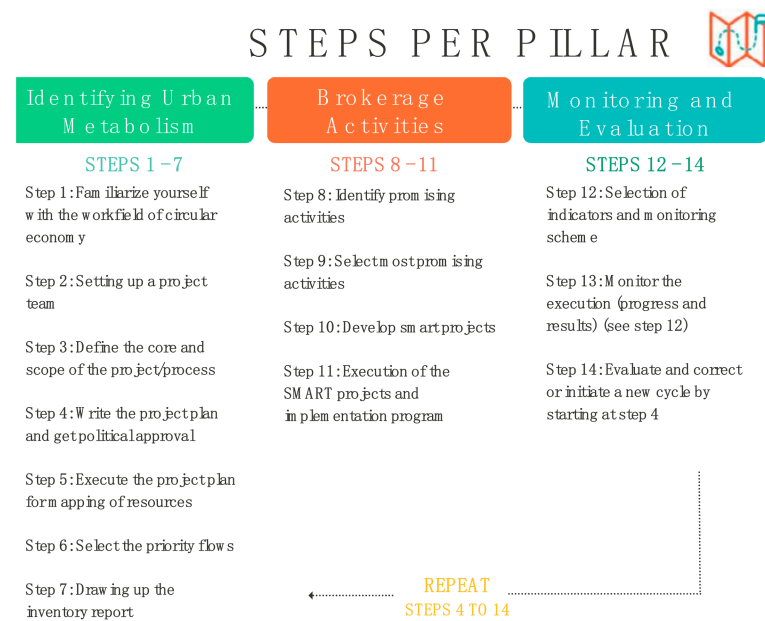 STEPS PER PILLAR
Identifying Urban
Metabolism
STEPS 1 – 7
Step 1: Familiarize yourself
with the workfield of circular
economy
Step 2: Setting up a project
team
Step 3: Define the core and
scope of the project/process
Step 4: Write the project plan
and get political approval
Step 5: Execute the project plan
for mapping of resources
Step 6: Select the priority flows
Step 7: Drawing up the
inventory report
Brokerage
Activities
STEPS 8 – 11
Step 8: Identify promising
activities
Step 9: Select most promising
activities
Step 10: Develop smart projects
Step 11: Execution of the
SMART projects and
implementation program
Monitoring and
Evaluation
STEPS 12 – 14
Step 12: Selection of
indicators and monitoring
scheme
Step 13: Monitor the
execution (progress and
results) (see step 12)
Step 14: Evaluate and correct
or initiate a new cycle by
starting at step 4
REPEAT
STEPS 4 TO 14